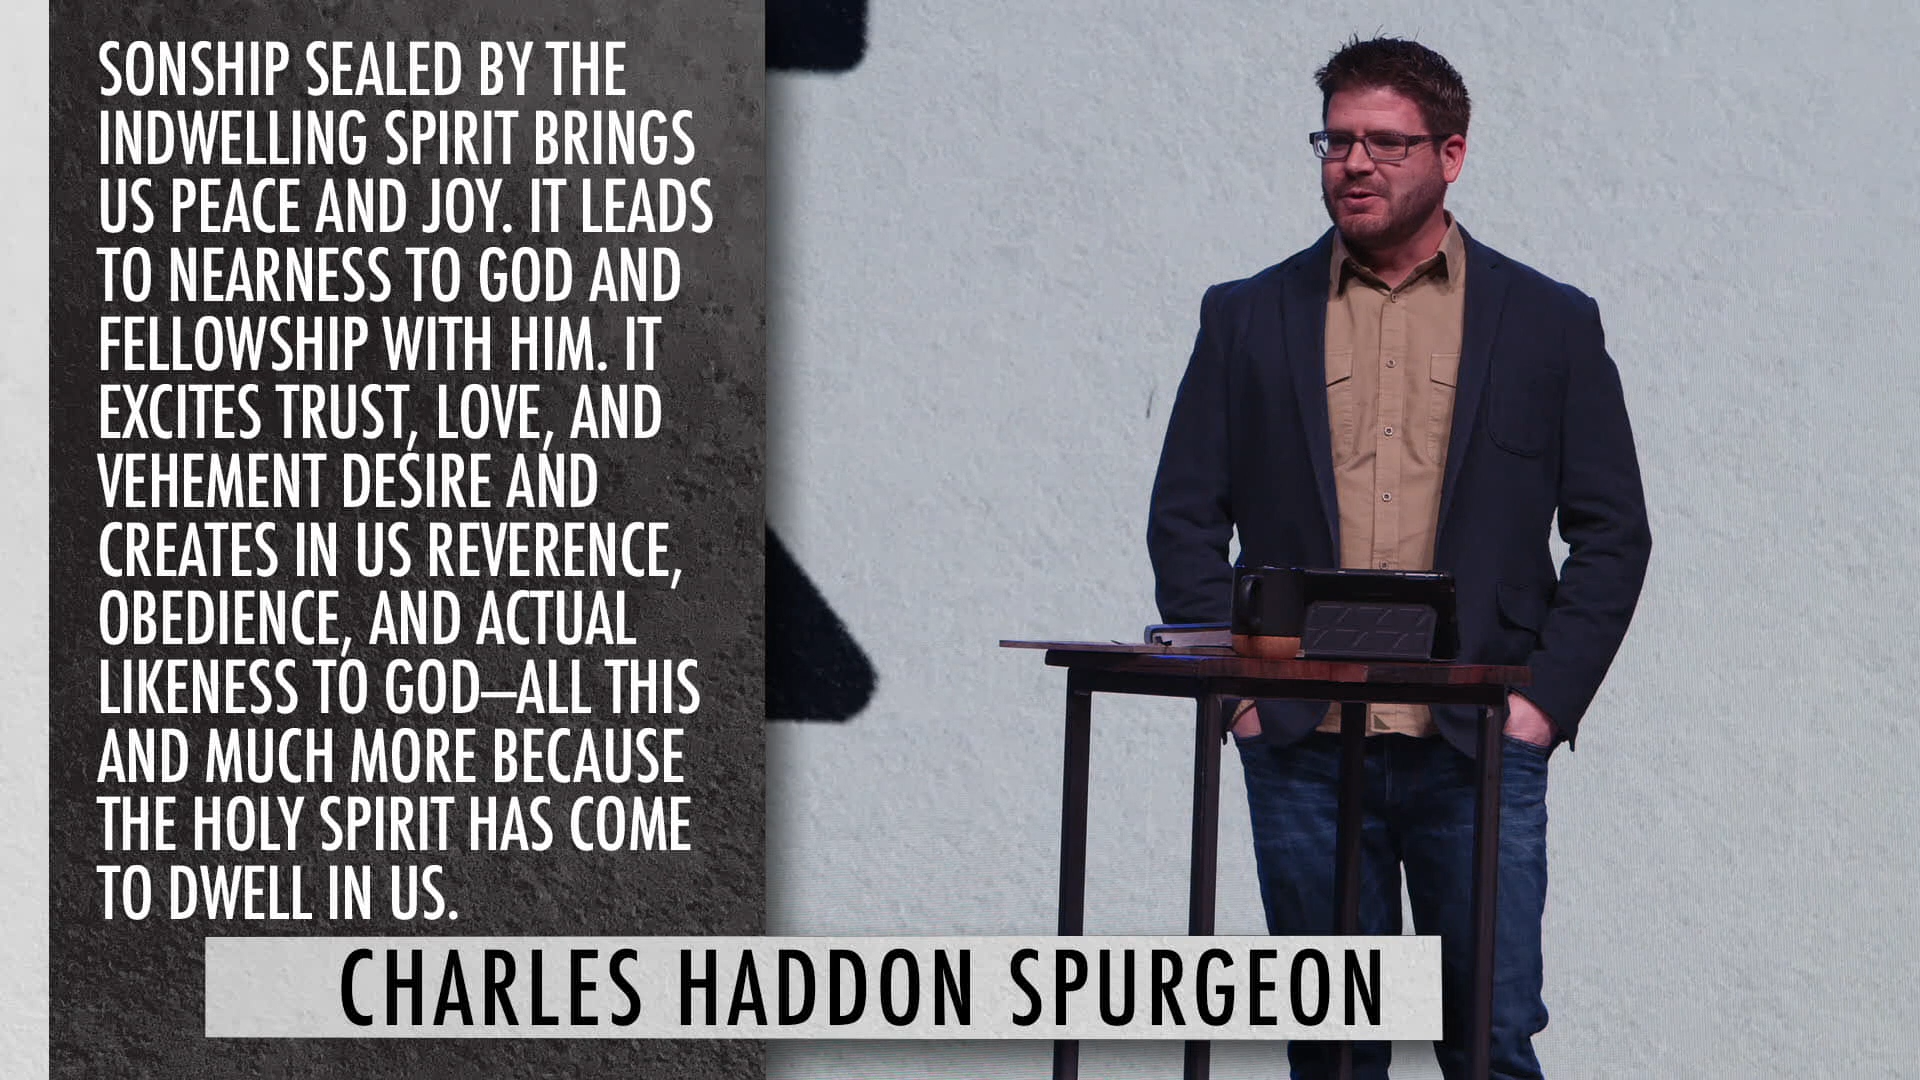 SONSHIP SEALED BY THE
INDWELLING SPIRIT BRINGS
US PEACE AND JOY. IT LEADS
TO NEARNESS TO GOD AND
FELLOWSHIP WITH HIM. IT
EXCITES TRUST, LOVE, AND
VEHEMENT DESIRE AND
CREATES IN US REVERENCE,
OBEDIENCE, AND ACTUAL
LIKENESS TO GOD–ALL THIS
AND MUCH MORE BECAUSE
THE HOLY SPIRIT HAS COME
TO DWELL IN US.
CHARLES HADDON SPURGEON